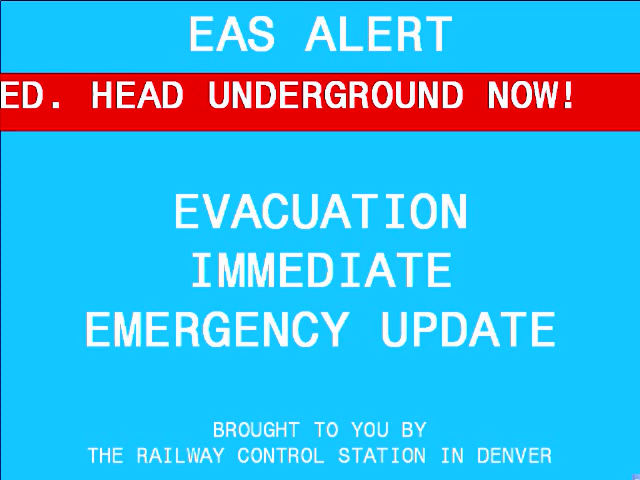 EAS ALERT
ED. HEAD UNDERGROUND NOW!
EVACUATION
IMMEDIATE
EMERGENCY UPDATE
BROUGHT TO YOU BY
THE RAILWAY CONTROL STATION IN DENVER